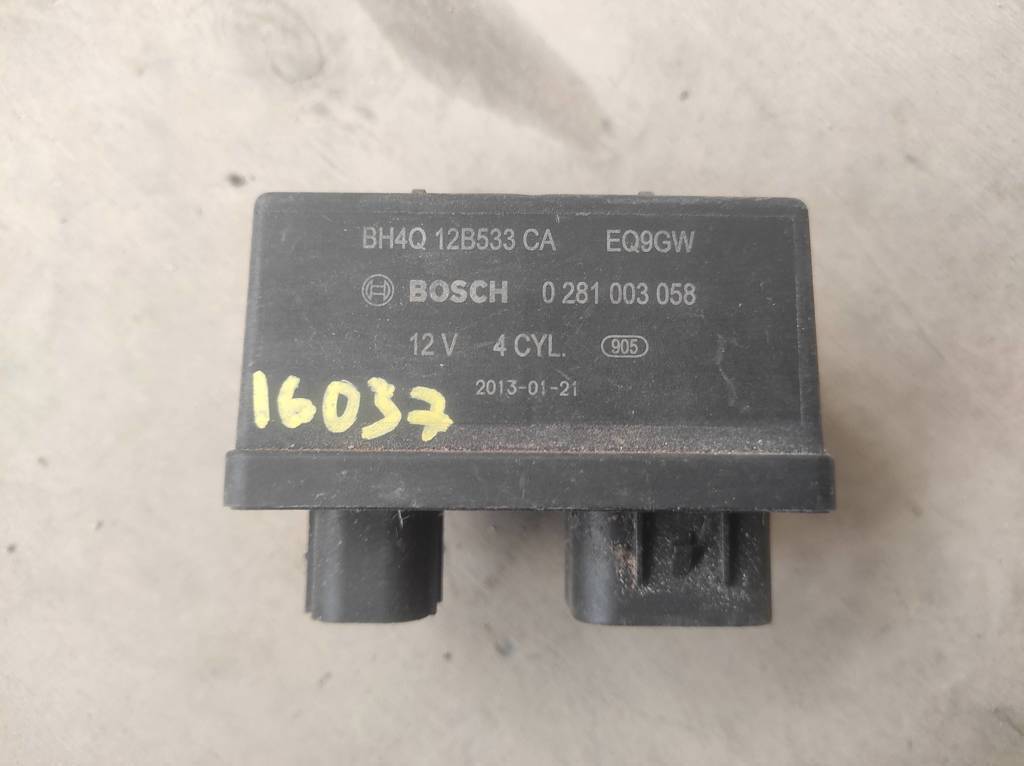 BH4Q 12B533 CA EQ9GW
BOSCH 0 281 003 058
12 V 4 CYL. 905
2013-01-21
16037